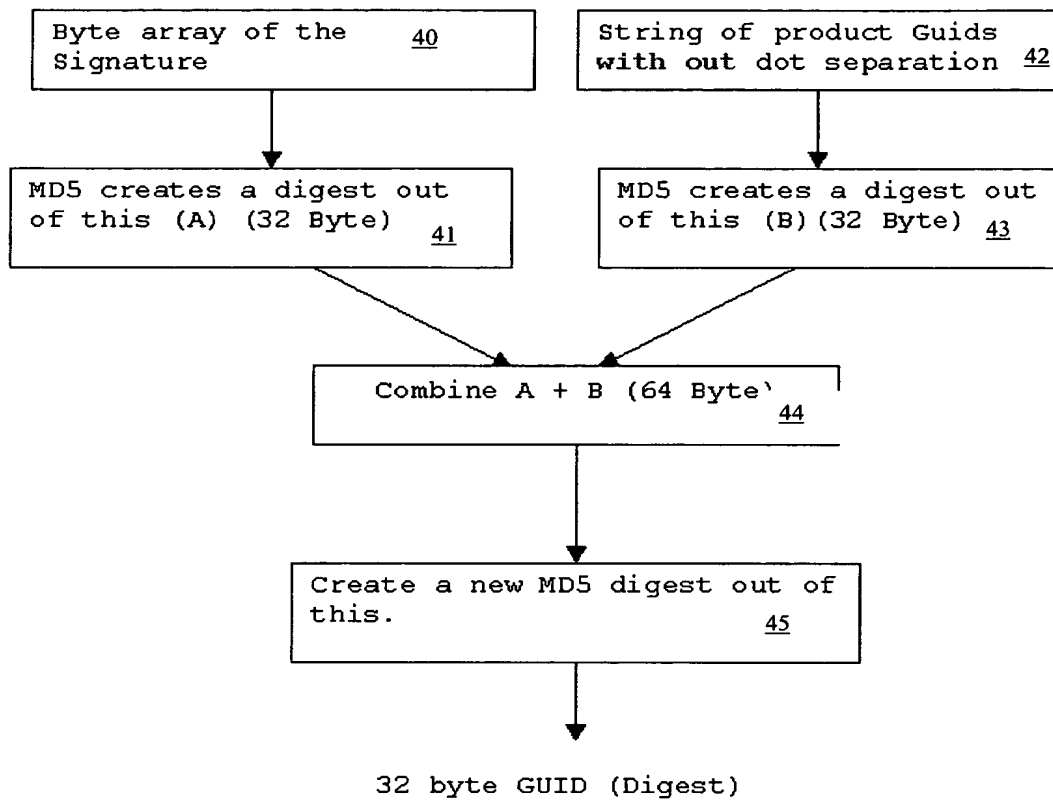 Byte array of the 40
Signature
String of product Guids
with out dot separation 42
MD5 creates a digest out
of this (A) (32 Byte) 41
MD5 creates a digest out
of this (B)(32 Byte) 43
Combine A + B (64 Byte)
44
Create a new MD5 digest out of
this. 45
32 byte GUID (Digest)